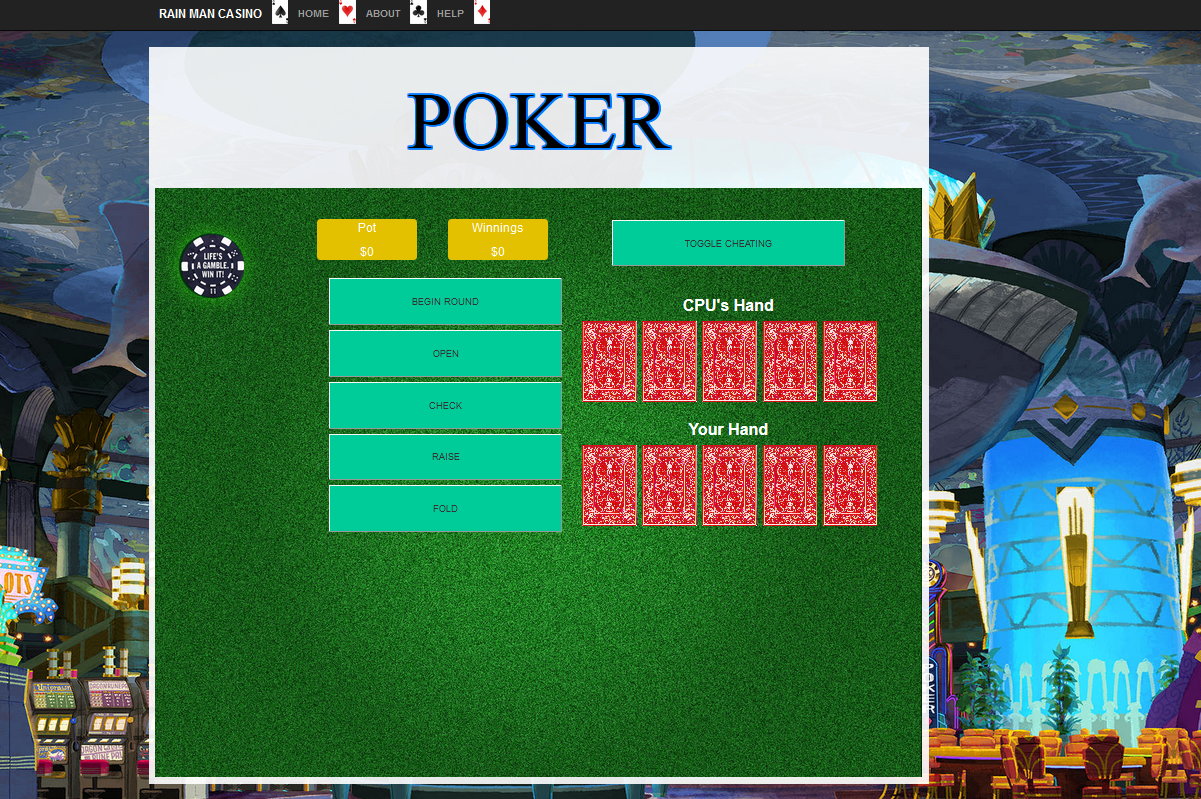 RAIN MAN CASINO HOME ABOUT HELP
POKER
Pot
$0
Winnings
$0
TOGGLE CHEATING
LIFE'S
A GAMBLE.
WIN IT!
BEGIN ROUND
OPEN
CHECK
RAISE
FOLD
CPU's Hand
Your Hand
OTS